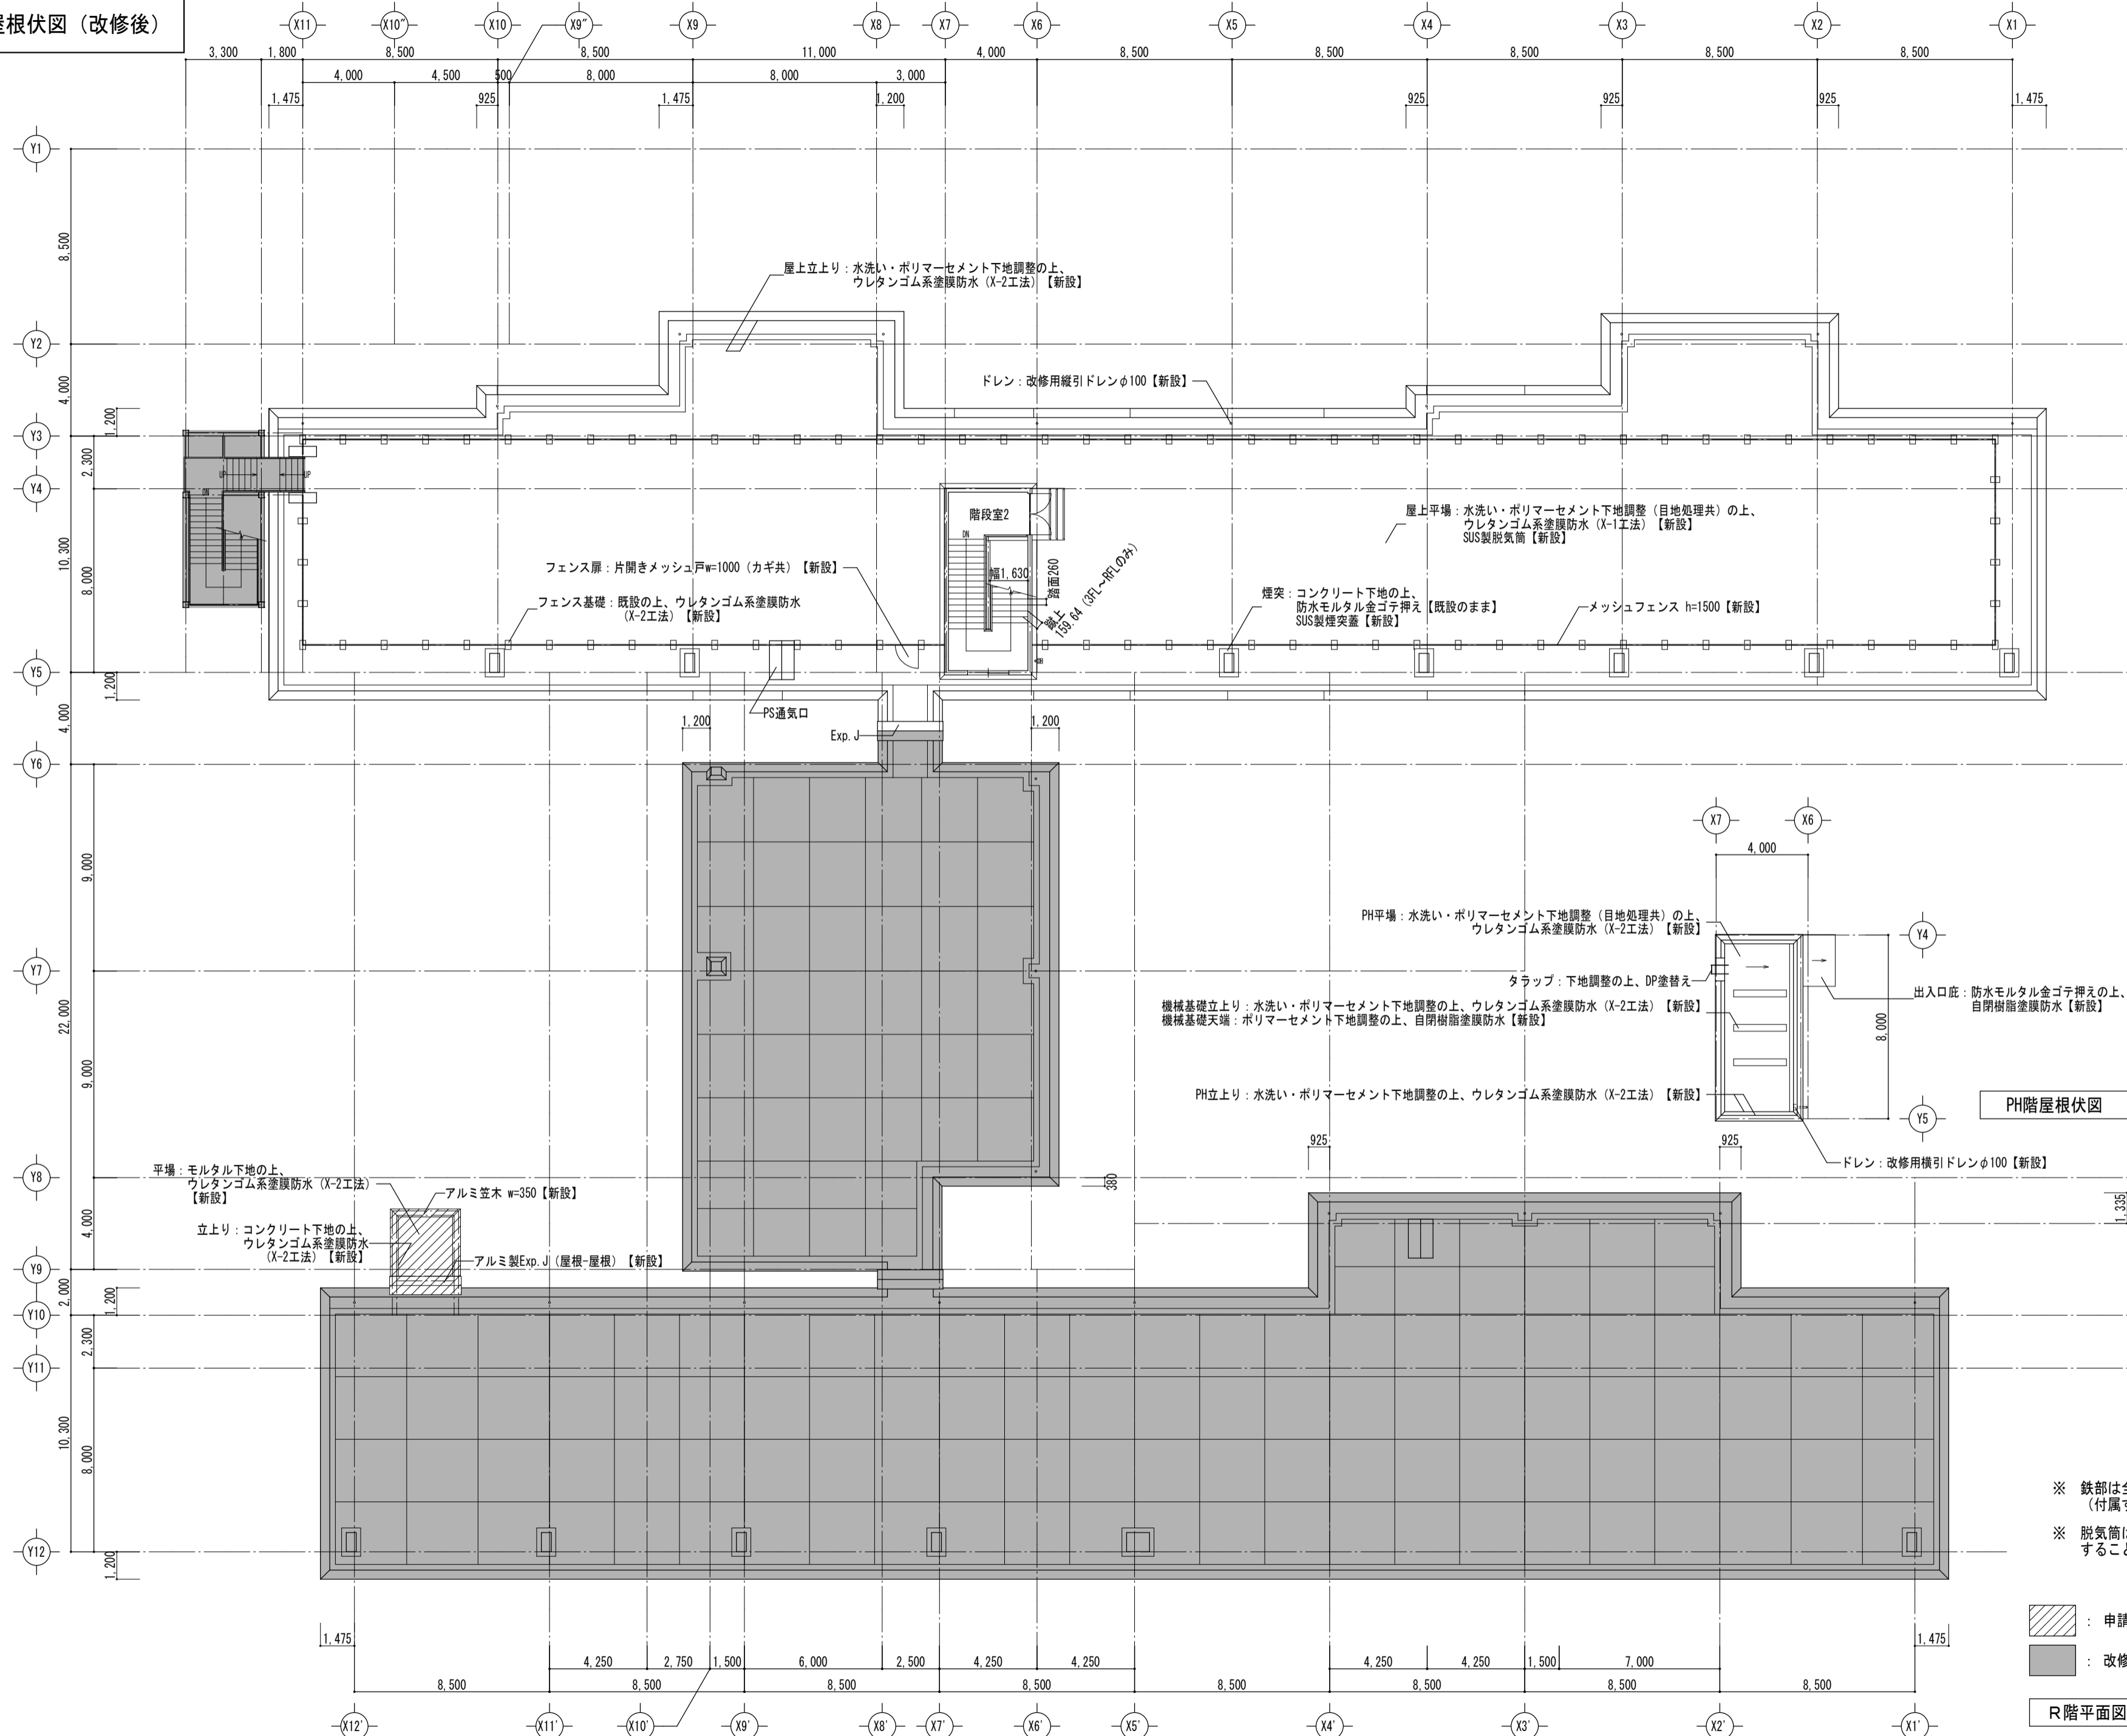 屋根伏図（改修後）
X11
X10"
X10
X9"
X9
X8
X7
X6
X5
X4
X3
X2
X1
3,300
1,800
8,500
8,500
11,000
4,000
8,500
8,500
8,500
8,500
8,500
4,000
4,500
500
8,000
8,000
3,000
1,475
925
1,475
1,200
925
925
925
1,475
Y1
8,500
Y2
4,000
1,200
Y3
2,300
Y4
10,300
8,000
Y5
1,200
4,000
Y6
9,000
Y7
22,000
9,000
Y8
4,000
Y9
2,000
1,200
Y10
2,300
Y11
10,300
8,000
Y12
1,200
屋上立上り：水洗い・ポリマーセメント下地調整の上、
ウレタンゴム系塗膜防水（X-2工法）【新設】
ドレン：改修用縦引ドレンφ100【新設】
UP
UP
DN
階段室2
DN
幅1,630
踏面260
蹴上
159.64（3FL～RFLのみ）
屋上平場：水洗い・ポリマーセメント下地調整（目地処理共）の上、
ウレタンゴム系塗膜防水（X-1工法）【新設】
SUS製脱気筒【新設】
フェンス扉：片開きメッシュ戸w=1000（カギ共）【新設】
フェンス基礎：既設の上、ウレタンゴム系塗膜防水
（X-2工法）【新設】
煙突：コンクリート下地の上、
防水モルタル金ゴテ押え【既設のまま】
SUS製煙突蓋【新設】
メッシュフェンス h=1500【新設】
PS通気口
Exp.J
1,200
1,200
X7
X6
4,000
PH平場：水洗い・ポリマーセメント下地調整（目地処理共）の上、
ウレタンゴム系塗膜防水（X-2工法）【新設】
Y4
タラップ：下地調整の上、DP塗替え
機械基礎立上り：水洗い・ポリマーセメント下地調整の上、ウレタンゴム系塗膜防水（X-2工法）【新設】
機械基礎天端：ポリマーセメント下地調整の上、自閉樹脂塗膜防水【新設】
出入口庇：防水モルタル金ゴテ押えの上、
自閉樹脂塗膜防水【新設】
8,000
PH立上り：水洗い・ポリマーセメント下地調整の上、ウレタンゴム系塗膜防水（X-2工法）【新設】
Y5
PH階屋根伏図
ドレン：改修用横引ドレンφ100【新設】
925
925
380
1,335
平場：モルタル下地の上、
ウレタンゴム系塗膜防水（X-2工法）
【新設】
アルミ笠木 w=350【新設】
立上り：コンクリート下地の上、
ウレタンゴム系塗膜防水
（X-2工法）【新設】
アルミ製Exp.J（屋根-屋根）【新設】
※ 鉄部は
（付属
※ 脱気筒
すること
： 申請
： 改修
R階平面図
1,475
1,475
4,250
2,750
1,500
6,000
2,500
4,250
4,250
4,250
4,250
1,500
7,000
8,500
8,500
8,500
8,500
8,500
8,500
8,500
8,500
X12'
X11'
X10'
X9'
X8'
X7'
X6'
X5'
X4'
X3'
X2'
X1'